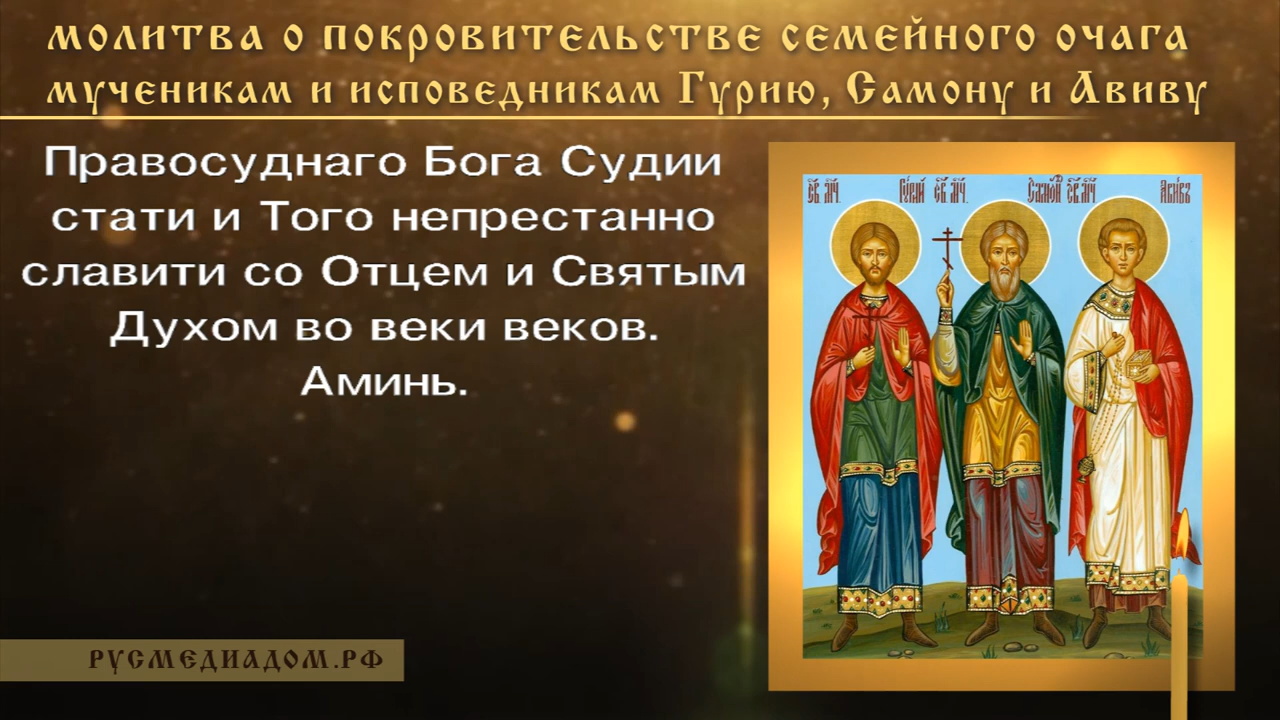 молитва о покровительстве семейного очага
мученикам и исповедникам Гурию, Самону и Авиву
Правосуднаго Бога Судии
стати и Того непрестанно
славити со Отцем и Святым
Духом во веки веков.
Аминь.
РУСМЕДИАДОМ.РФ